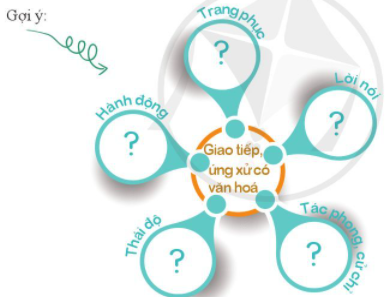 Gợi ý:
Trang phục
?
Lời nói
?
Hành động
?
Giao tiếp,
ứng xử có
văn hoá
Tác phong, cử chỉ
?
Thái độ
?